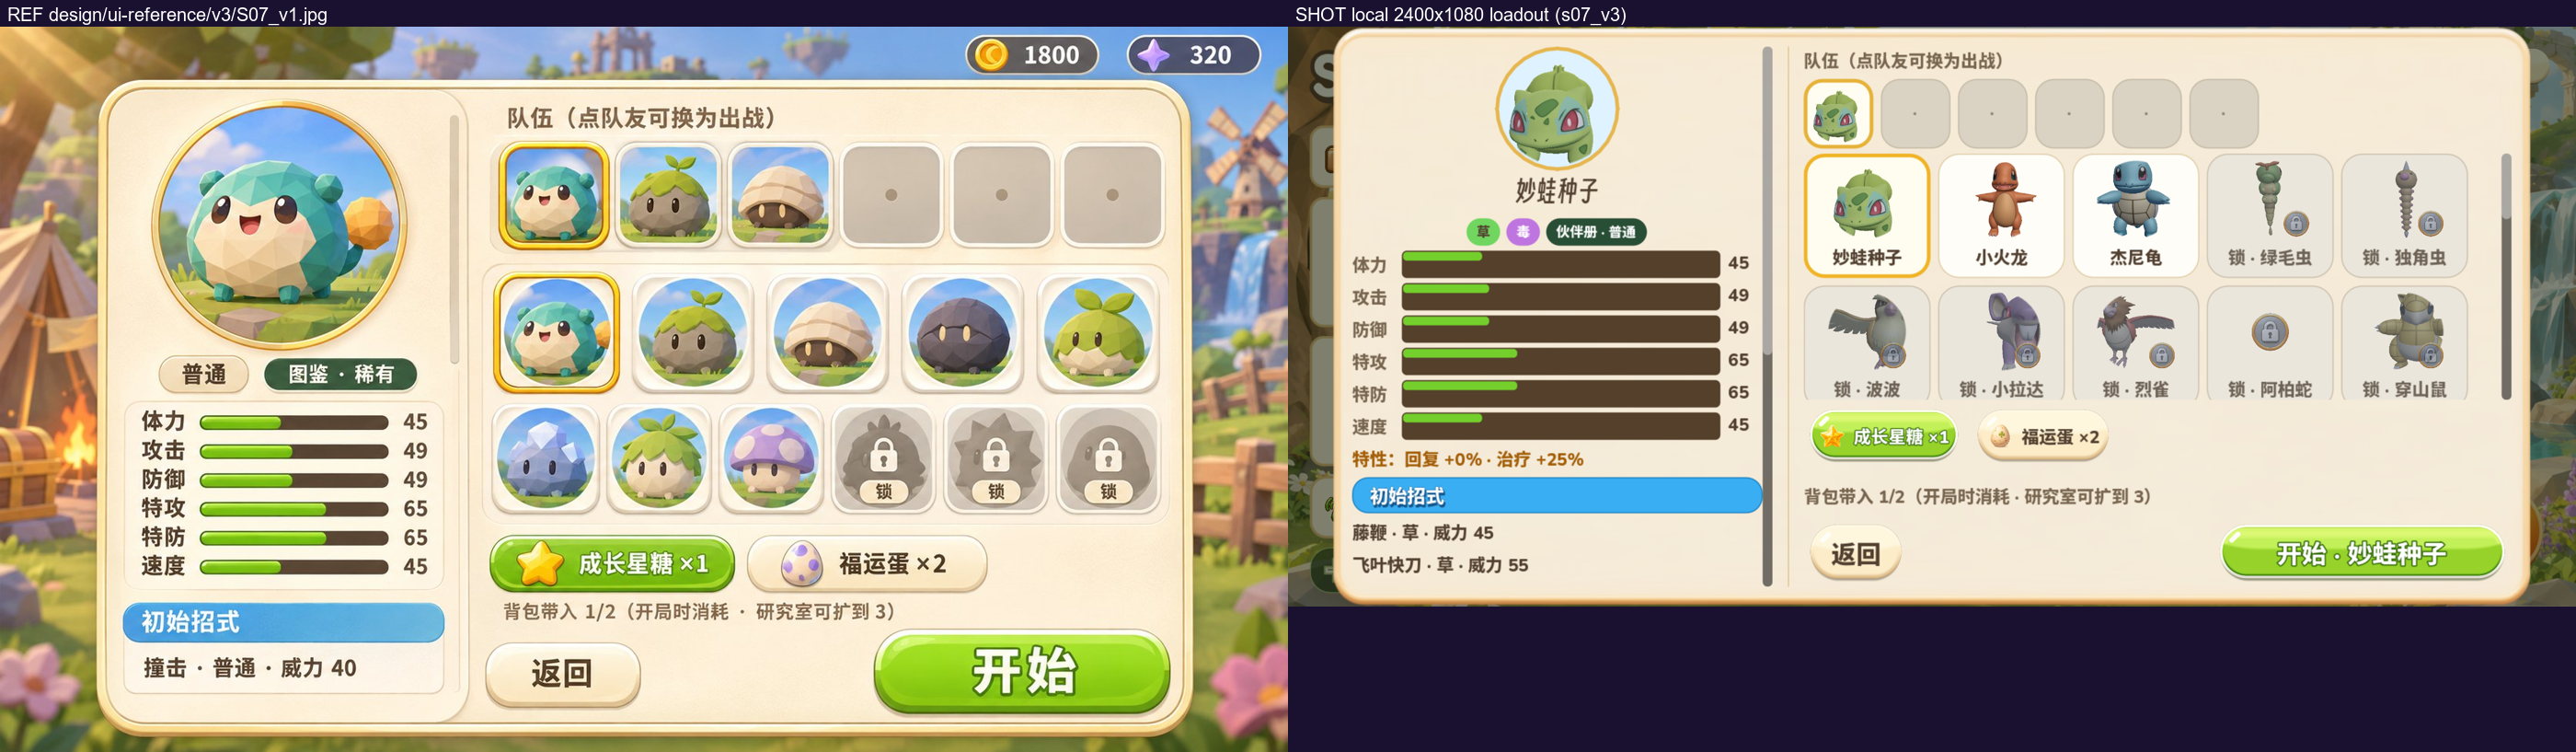 REF design/ui-reference/v3/S07_v1.jpg
1800
320
队伍（点队友可换为出战）
普通
图鉴 · 稀有
体力 45
攻击 49
防御 49
特攻 65
特防 65
速度 45
初始招式
撞击 · 普通 · 威力 40
锁
锁
锁
成长星糖 ×1
福运蛋 ×2
背包带入 1/2（开局时消耗 · 研究室可扩到 3）
返回
开始
SHOT local 2400x1080 loadout (s07_v3)
S
妙蛙种子
草 毒 伙伴册 · 普通
体力 45
攻击 49
防御 49
特攻 65
特防 65
速度 45
特性：回复 +0% · 治疗 +25%
初始招式
藤鞭 · 草 · 威力 45
飞叶快刀 · 草 · 威力 55
队伍（点队友可换为出战）
妙蛙种子
小火龙
杰尼龟
锁 · 绿毛虫
锁 · 独角虫
锁 · 波波
锁 · 小拉达
锁 · 烈雀
锁 · 阿柏蛇
锁 · 穿山鼠
成长星糖 ×1
福运蛋 ×2
背包带入 1/2（开局时消耗 · 研究室可扩到 3）
返回
开始 · 妙蛙种子